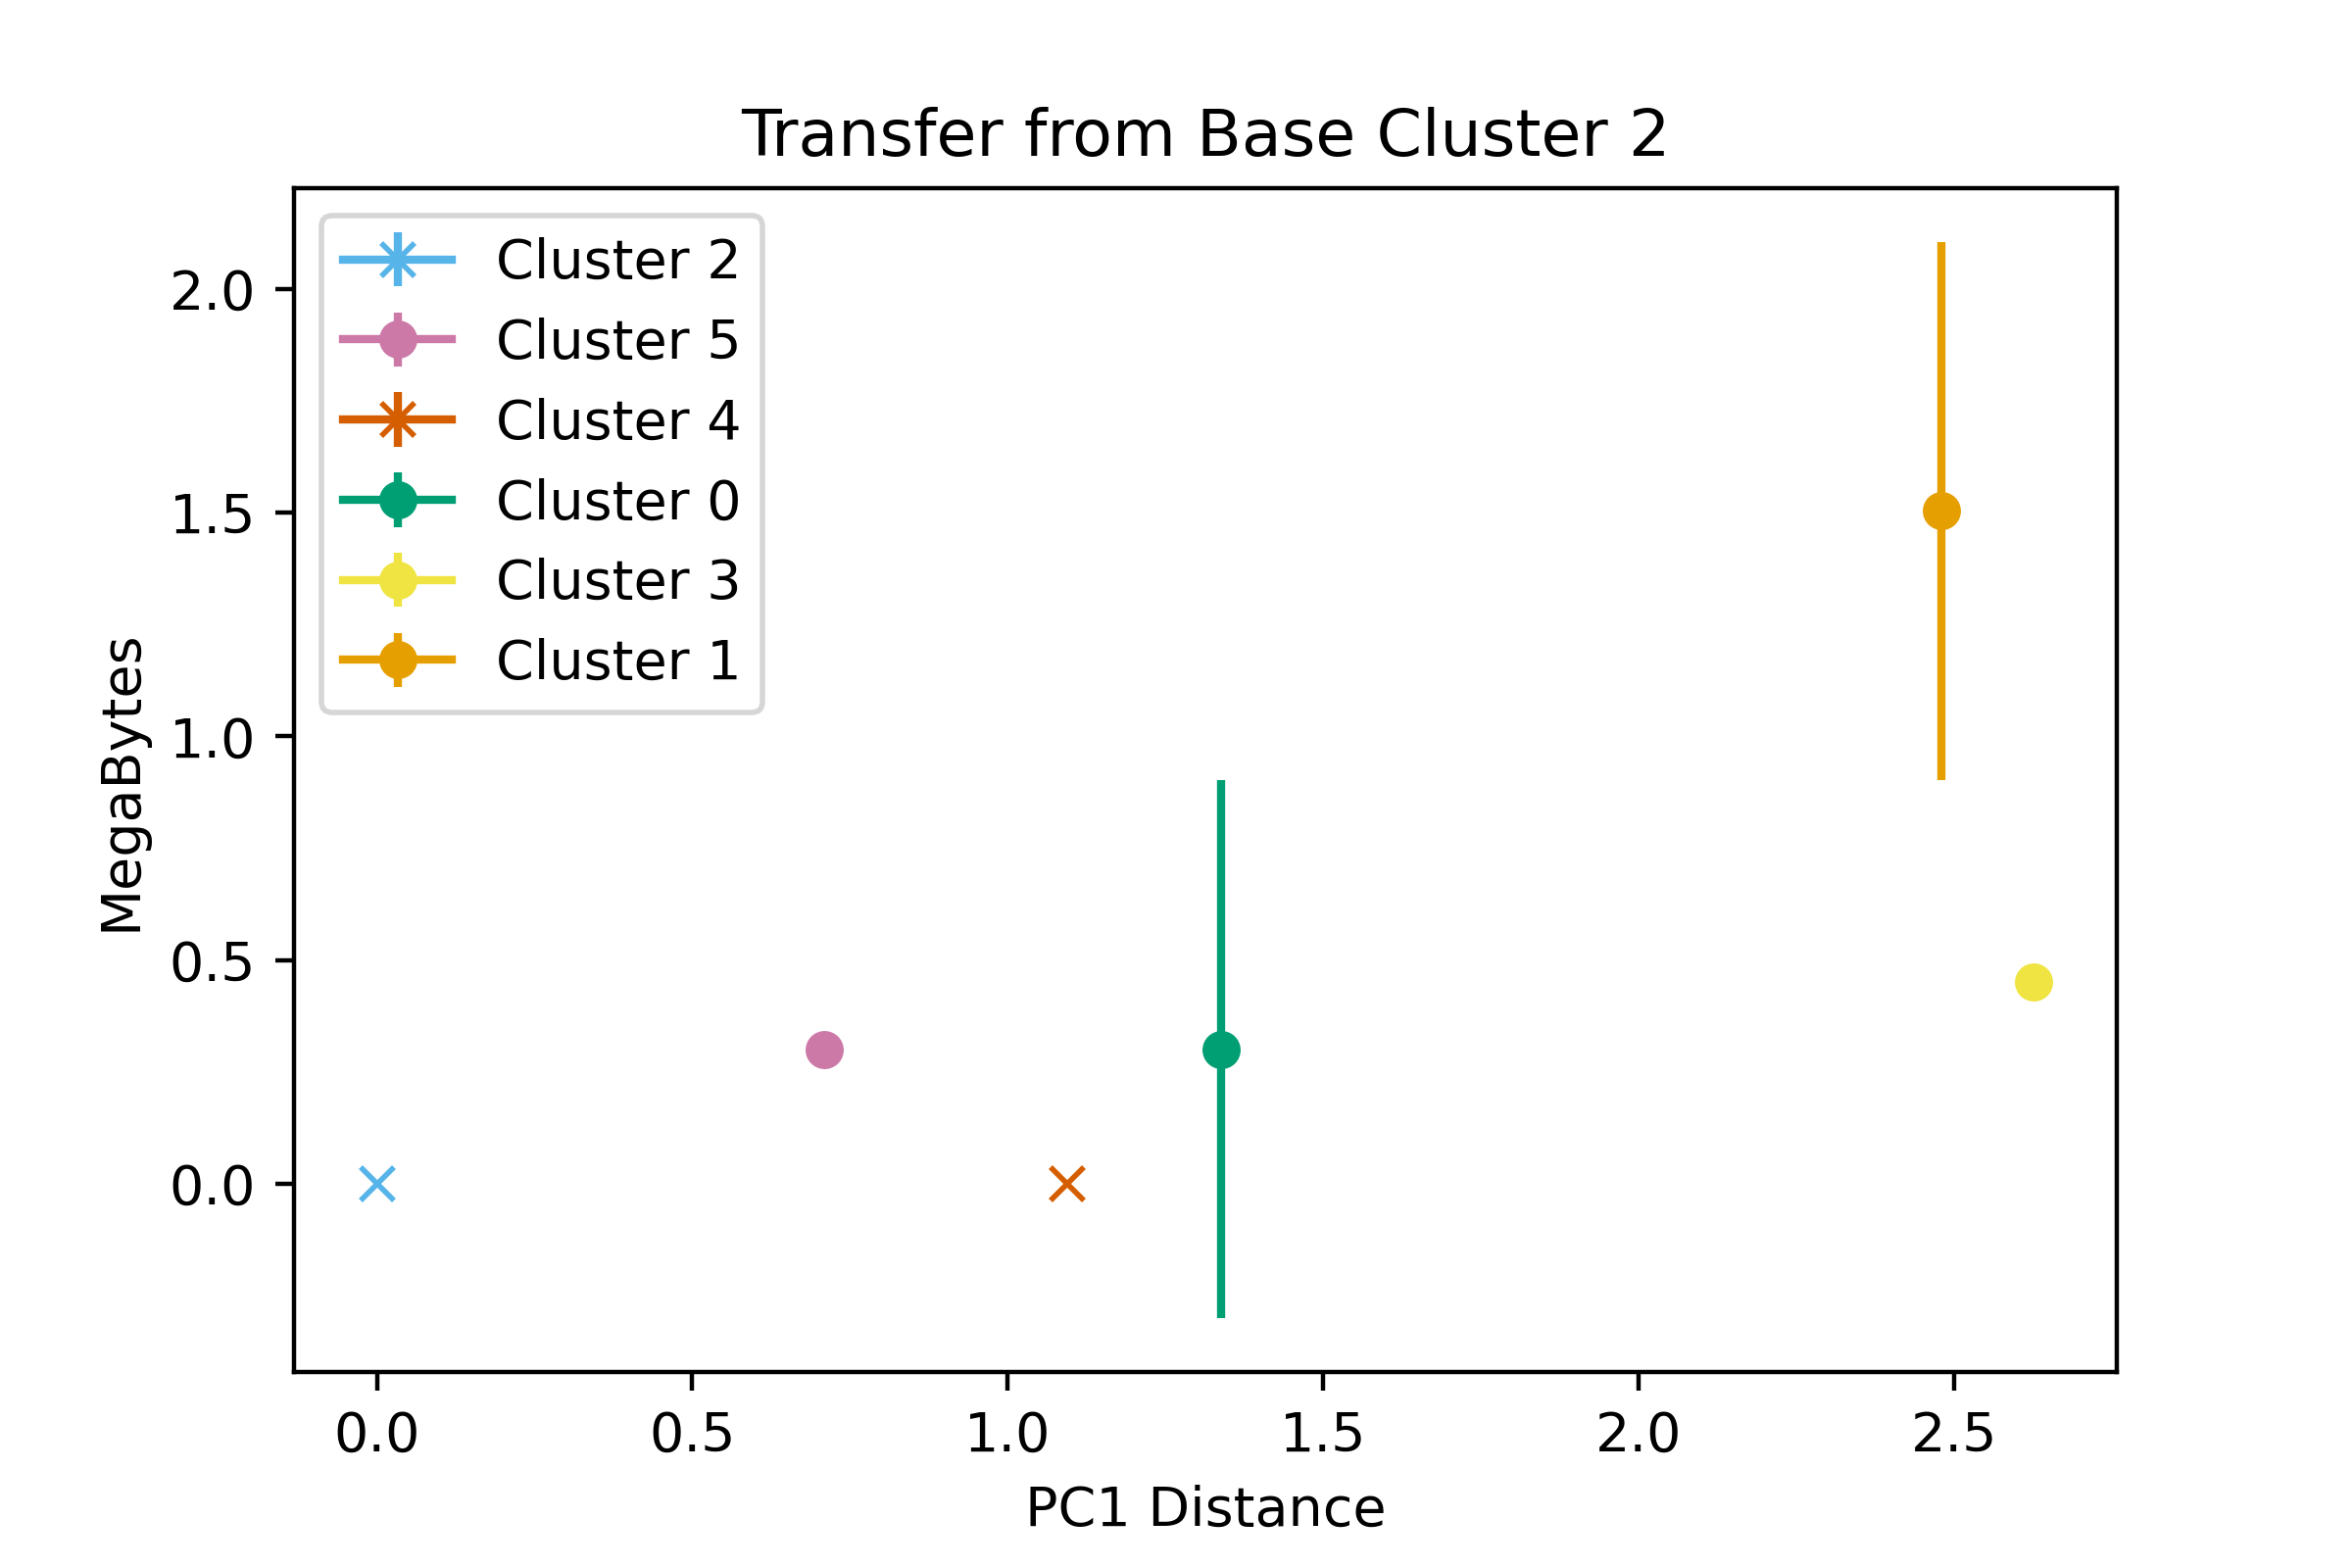 Transfer from Base Cluster 2
Cluster 2
Cluster 5
Cluster 4
Cluster 0
Cluster 3
Cluster 1
MegaBytes
2.0
1.5
1.0
0.5
0.0
0.0 0.5 1.0 1.5 2.0 2.5
PC1 Distance